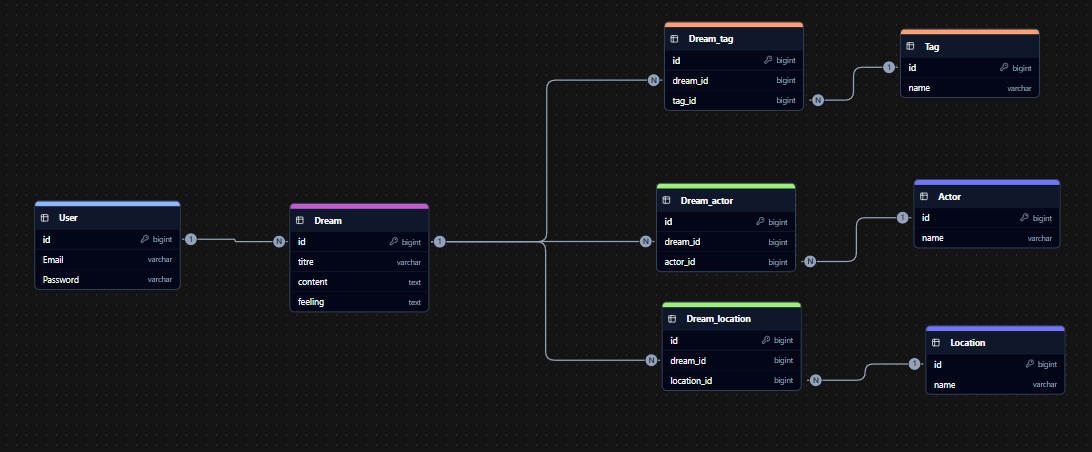 User
id bigint
Email varchar
Password varchar
1
N
Dream
id bigint
titre varchar
content text
feeling text
1
N
Dream_tag
id bigint
dream_id bigint
tag_id bigint
N
1
Tag
id bigint
name varchar
N
Dream_actor
id bigint
dream_id bigint
actor_id bigint
N
1
Actor
id bigint
name varchar
N
Dream_location
id bigint
dream_id bigint
location_id bigint
N
1
Location
id bigint
name varchar